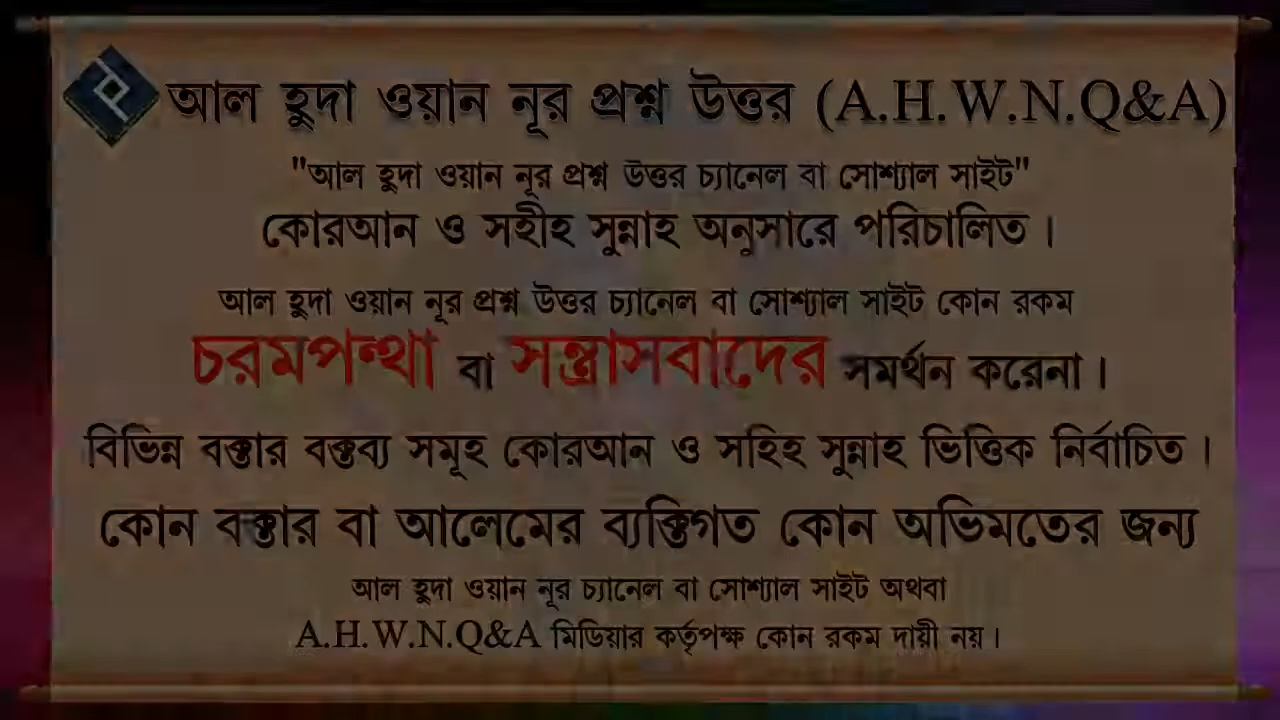 আল হুদা ওয়ান নূর প্রশ্ন উত্তর (A.H.W.N.Q&A)
"আল হুদা ওয়ান নূর প্রশ্ন উত্তর চ্যানেল বা সোশ্যাল সাইট"
কোরআন ও সহীহ সুন্নাহ অনুসারে পরিচালিত।
আল হুদা ওয়ান নূর প্রশ্ন উত্তর চ্যানেল বা সোশ্যাল সাইট কোন রকম
চরমপন্থা বা সন্ত্রাসবাদের সমর্থন করেনা।
বিভিন্ন বক্তার বক্তব্য সমূহ কোরআন ও সহিহ সুন্নাহ ভিত্তিক নির্বাচিত।
কোন বক্তার বা আলেমের ব্যক্তিগত কোন অভিমতের জন্য
আল হুদা ওয়ান নূর চ্যানেল বা সোশ্যাল সাইট অথবা
A.H.W.N.Q&A মিডিয়ার কর্তৃপক্ষ কোন রকম দায়ী নয়।